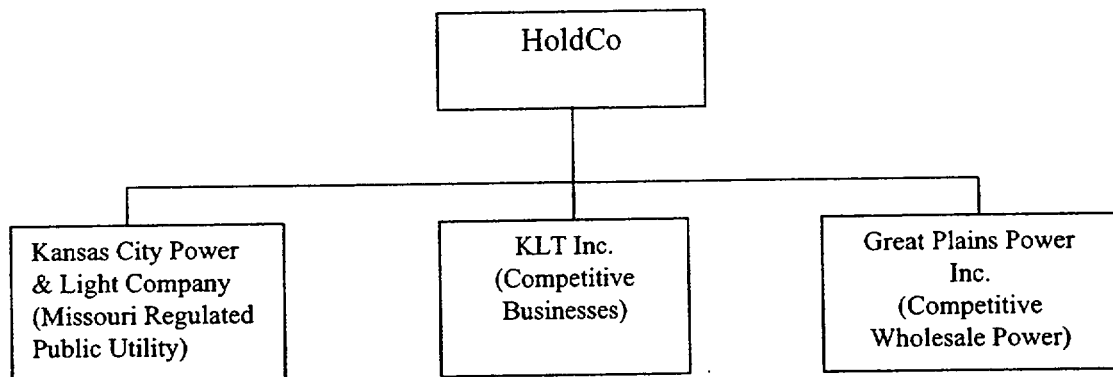 HoldCo
Kansas City Power
& Light Company
(Missouri Regulated
Public Utility)
KLT Inc.
(Competitive
Businesses)
Great Plains Power
Inc.
(Competitive
Wholesale Power)